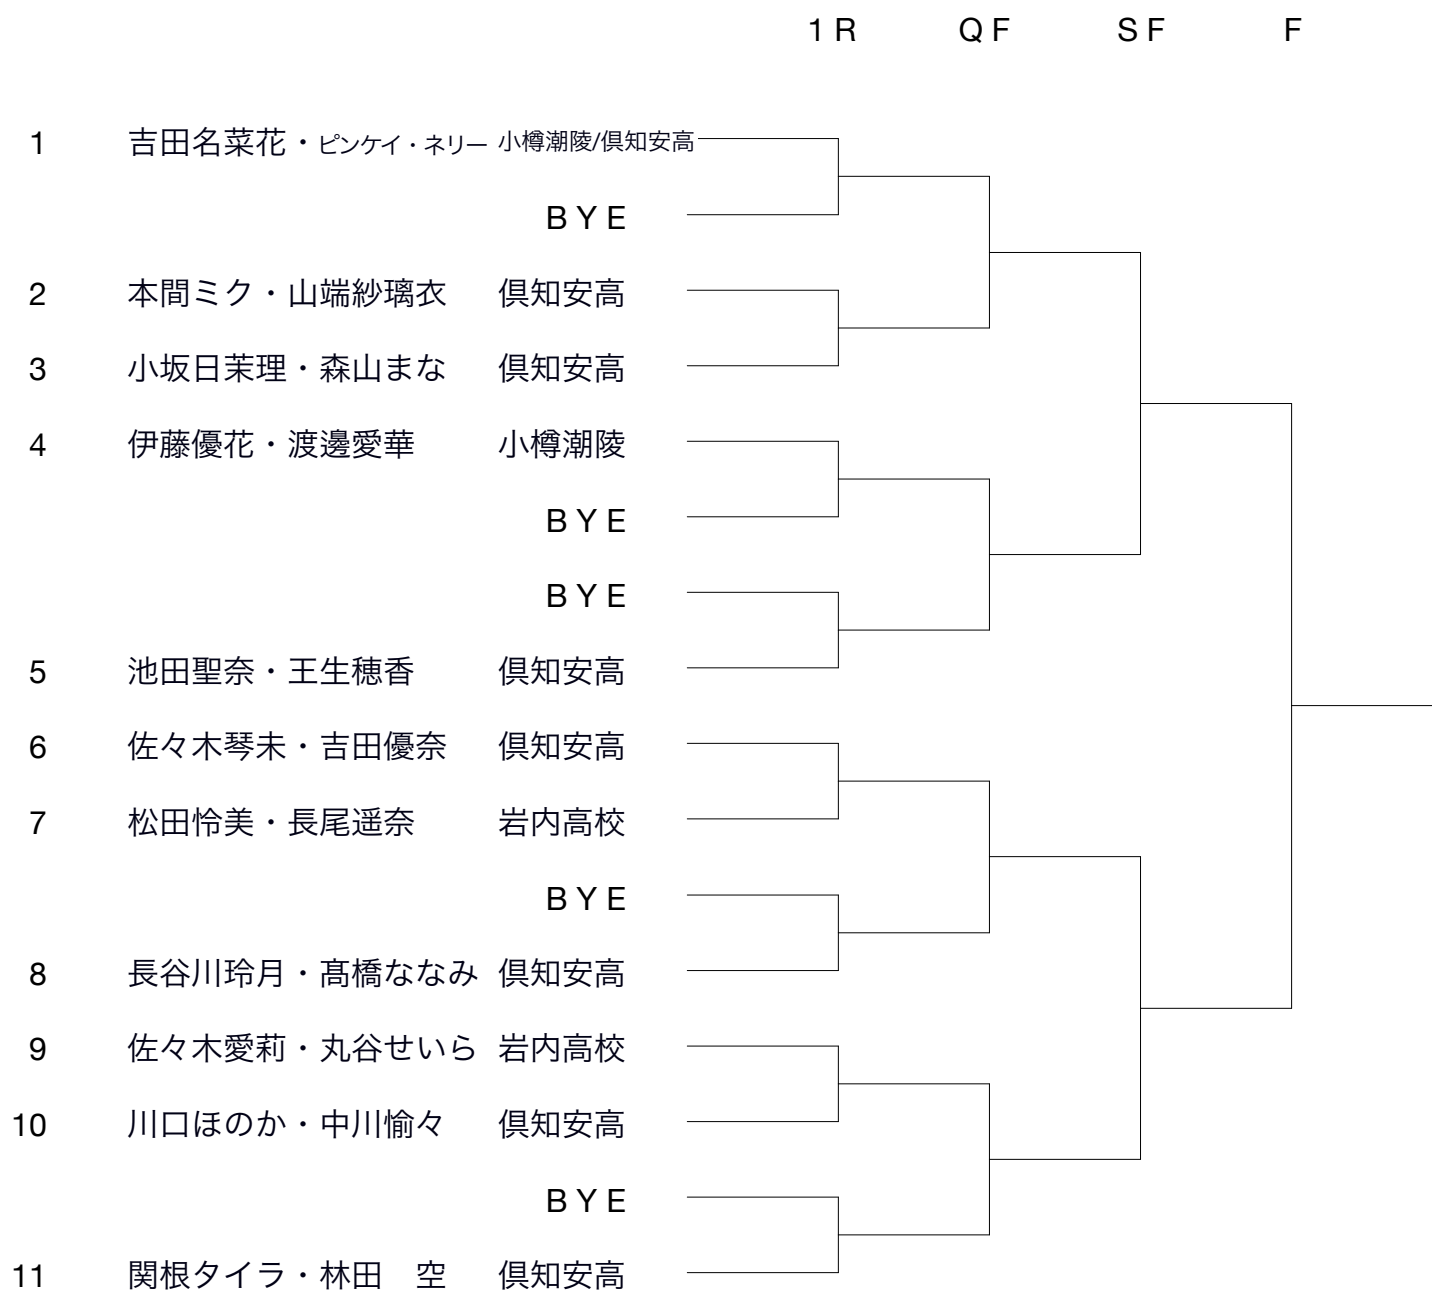 1R QF SF F
1 吉田名菜花・ピンケイ・ネリー 小樽潮陵/倶知安高
BYE
2 本間ミク・山端紗璃衣 倶知安高
3 小坂日茉理・森山まな 倶知安高
4 伊藤優花・渡邊愛華 小樽潮陵
BYE
BYE
5 池田聖奈・王生穂香 倶知安高
6 佐々木琴未・吉田優奈 倶知安高
7 松田怜美・長尾遥奈 岩内高校
BYE
8 長谷川玲月・髙橋ななみ 倶知安高
9 佐々木愛莉・丸谷せいら 岩内高校
10 川口ほのか・中川愉々 倶知安高
BYE
11 関根タイラ・林田　空 倶知安高